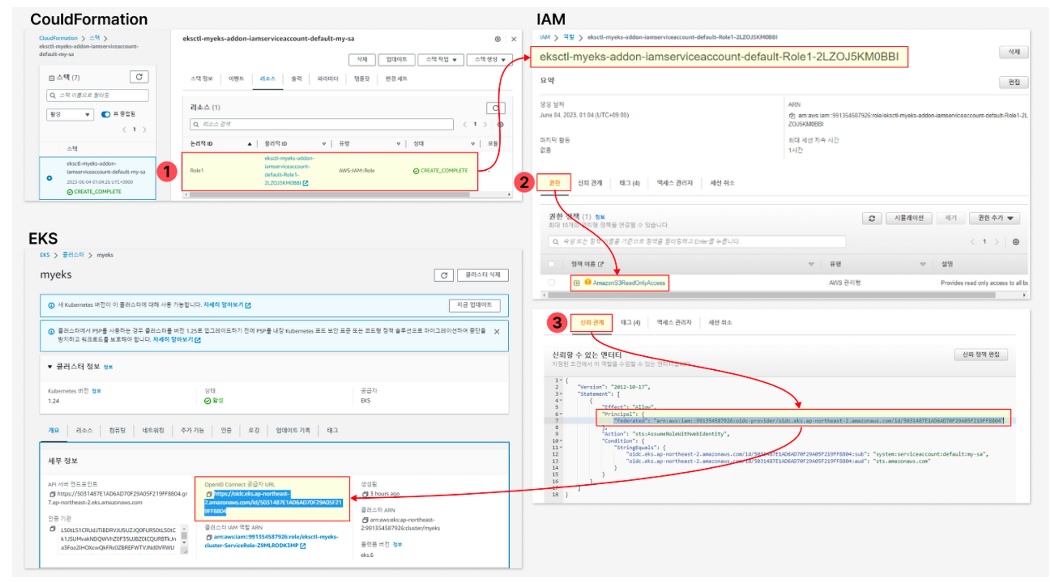 CouldFormation
CloudFormation > 스택 >
eksctl-myeks-addon-iamserviceaccount-
default-my-sa
스택 (7)
스택 이름으로 필터링
활성
뷰 중첩됨
1
스택
eksctl-myeks-addon-
iamserviceaccount-default-my-sa
2023-06-04 01:04:25 UTC+0900
CREATE_COMPLETE
eksctl-myeks-addon-iamserviceaccount-default-my-sa
삭제
업데이트
스택 작업
스택 생성
스택 정보
이벤트
리소스
출력
파라미터
템플릿
변경 세트
리소스 (1)
리소스 검색
1
논리적 ID
물리적 ID
유형
상태
모듈
Role1
eksctl-myeks-addon-
iamserviceaccount-
default-Role1-
2LZOJ5KM0BBI
AWS::IAM::Role
CREATE_COMPLETE
1
IAM
IAM > 역할 > eksctl-myeks-addon-iamserviceaccount-default-Role1-2LZOJ5KM0BBI
eksctl-myeks-addon-iamserviceaccount-default-Role1-2LZOJ5KM0BBI
삭제
요약
편집
생성 날짜
June 04, 2023, 01:04 (UTC+09:00)
ARN
arn:aws:iam::991354587926:role/eksctl-myeks-addon-iamserviceaccount-default-Role1-2L
ZOJ5KM0BBI
마지막 활동
없음
최대 세션 지속 시간
1시간
2
권한
신뢰 관계
태그 (4)
액세스 관리자
세션 취소
권한 정책 (1) 정보
최대 10개의 관리형 정책을 연결할 수 있습니다.
시뮬레이션
제거
권한 추가
속성 또는 정책 이름을 기준으로 정책을 필터링하고 Enter를 누릅니다.
1
정책 이름
유형
설명
AmazonS3ReadOnlyAccess
AWS 관리형
Provides read only access to all b
3
신뢰 관계
태그 (4)
액세스 관리자
세션 취소
신뢰할 수 있는 엔터티
지정된 조건에서 이 역할을 수임할 수 있는 엔터티입니다.
신뢰 정책 편집
1 {
2 "Version": "2012-10-17",
3 "Statement": [
4 {
5 "Effect": "Allow",
6 "Principal": {
7 "Federated": "arn:aws:iam::991354587926:oidc-provider/oidc.eks.ap-northeast-2.amazonaws.com/id/5031487E1AD6AD70F29A05F219FF8804"
8 },
9 "Action": "sts:AssumeRoleWithWebIdentity",
10 "Condition": {
11 "StringEquals": {
12 "oidc.eks.ap-northeast-2.amazonaws.com/id/5031487E1AD6AD70F29A05F219FF8804:sub": "system:serviceaccount:default:my-sa",
13 "oidc.eks.ap-northeast-2.amazonaws.com/id/5031487E1AD6AD70F29A05F219FF8804:aud": "sts.amazonaws.com"
14 }
15 }
16 }
17 ]
18 }
EKS
EKS > 클러스터 > myeks
myeks
클러스터 삭제
새 Kubernetes 버전이 이 클러스터에 대해 사용 가능합니다. 자세히 알아보기
지금 업데이트
클러스터에서 PSP를 사용하는 경우 클러스터를 버전 1.25로 업그레이드하기 전에 PSP를 내장 Kubernetes 포드 보안 표준 또는 코드형 정책 솔루션으로 마이그레이션하여 중단을
방지하고 워크로드를 보호해야 합니다. 자세히 알아보기
클러스터 정보 정보
Kubernetes 버전 정보
1.24
상태
활성
공급자
EKS
개요
리소스
컴퓨팅
네트워킹
추가 기능
인증
로깅
업데이트 기록
태그
세부 정보
API 서버 엔드포인트
https://5031487E1AD6AD70F29A05F219FF8804.gr
7.ap-northeast-2.eks.amazonaws.com
OpenID Connect 공급자 URL
https://oidc.eks.ap-northeast-
2.amazonaws.com/id/5031487E1AD6AD70F29A05F21
9FF8804
생성됨
3 hours ago
인증 기관
클러스터 IAM 역할 ARN
arn:aws:iam::991354587926:role/eksctl-myeks-
cluster-ServiceRole-Z9MLRODK3MP
클러스터 ARN
arn:aws:eks:ap-northeast-
2:991354587926:cluster/myeks
플랫폼 버전 정보
eks.6